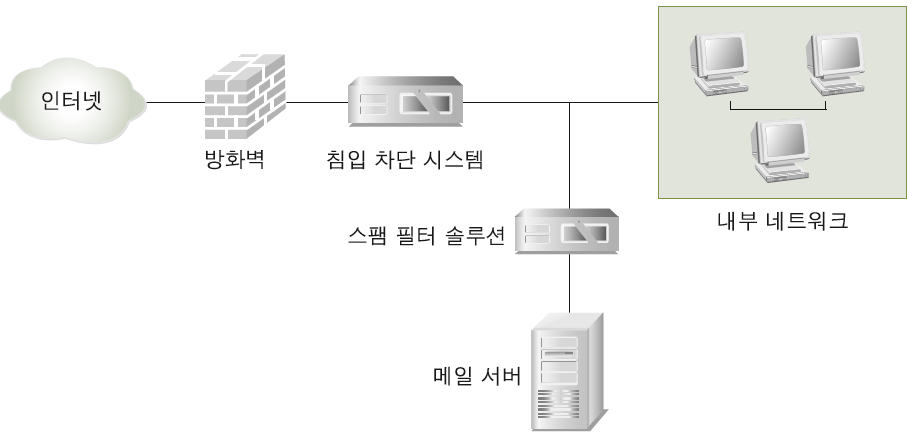 인터넷
방화벽
침입 차단 시스템
내부 네트워크
스팸 필터 솔루션
메일 서버